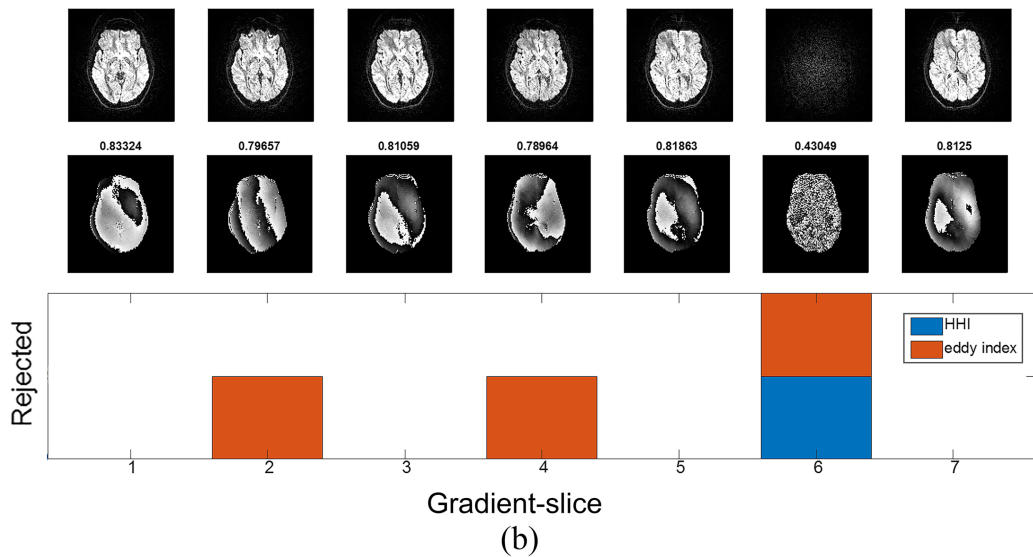 0.83324 0.79657 0.81059 0.78964 0.81863 0.43049 0.8125
Rejected
HHI
eddy index
1 2 3 4 5 6 7
Gradient-slice
(b)